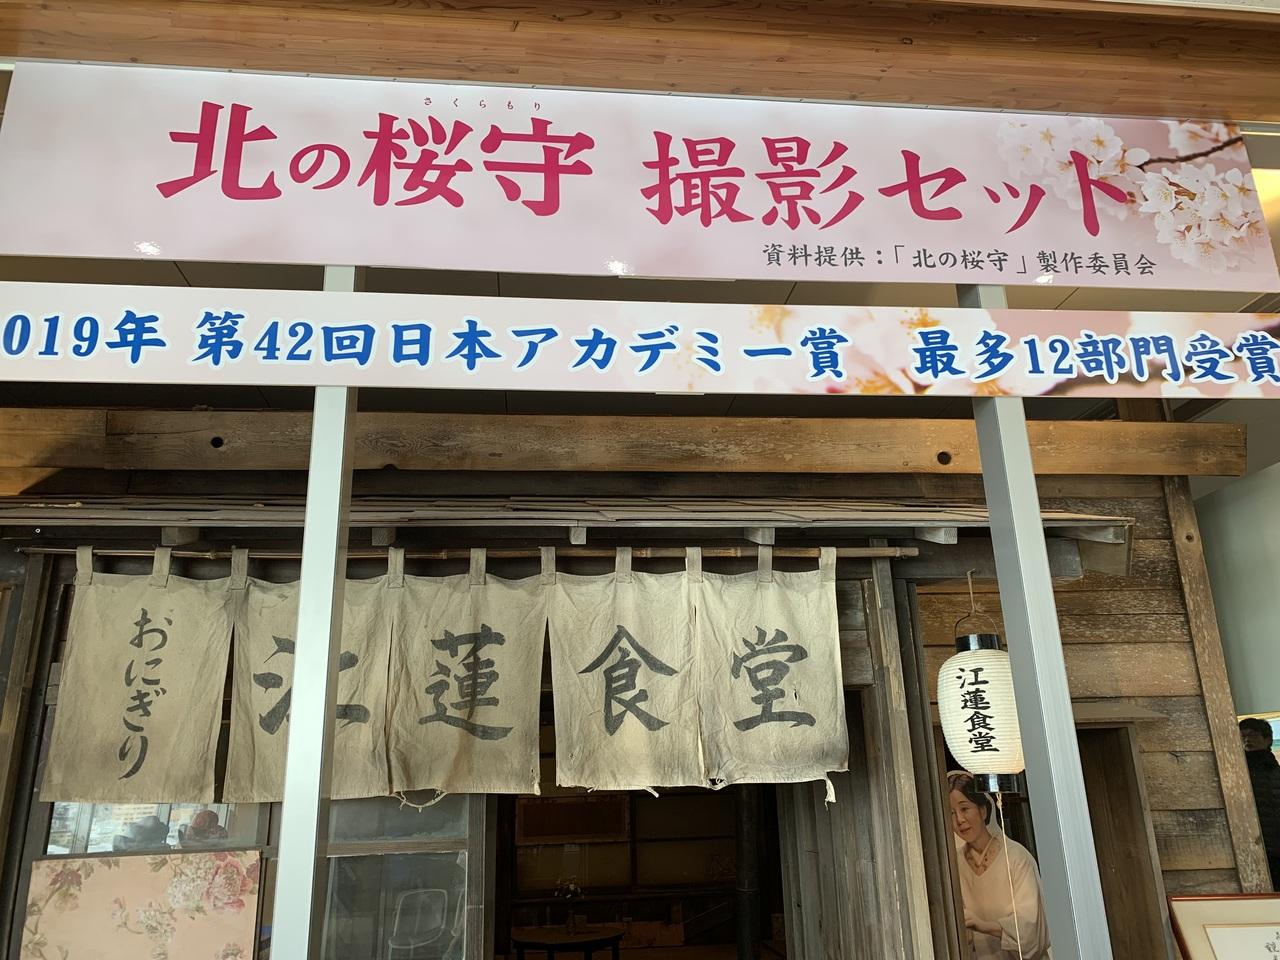 さくらもり
北の桜守 撮影セット
資料提供：「北の桜守」製作委員会
019年 第42回日本アカデミー賞 最多12部門受賞
おにぎり
江蓮食堂
江蓮食堂